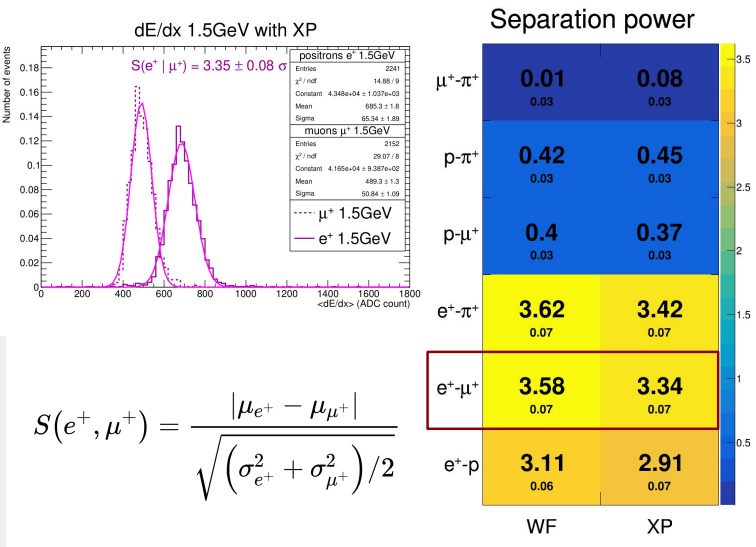 dE/dx 1.5GeV with XP
Number of events
S(e⁺ | μ⁺) = 3.35 ± 0.08 σ
positrons e⁺ 1.5GeV
Entries 2241
χ² / ndf 14.88 / 9
Constant 4.348e+04 ± 1.037e+03
Mean 685.3 ± 1.8
Sigma 65.34 ± 1.89
muons μ⁺ 1.5GeV
Entries 2152
χ² / ndf 29.07 / 8
Constant 4.165e+04 ± 9.387e+02
Mean 489.3 ± 1.3
Sigma 50.84 ± 1.09
μ⁺ 1.5GeV
e⁺ 1.5GeV
0.18
0.16
0.14
0.12
0.1
0.08
0.06
0.04
0.02
0
0 200 400 600 800 1000 1200 1400 1600 1800
<dE/dx> (ADC count)
S(e⁺, μ⁺) = |μ_{e⁺} − μ_{μ⁺}| / √((σ²_{e⁺} + σ²_{μ⁺})/2)
Separation power
μ⁺-π⁺ 0.01 0.08
0.03 0.03
p-π⁺ 0.42 0.45
0.03 0.03
p-μ⁺ 0.4 0.37
0.03 0.03
e⁺-π⁺ 3.62 3.42
0.07 0.07
e⁺-μ⁺ 3.58 3.34
0.07 0.07
e⁺-p 3.11 2.91
0.06 0.07
WF XP
3.5
3
2.5
2
1.5
1
0.5